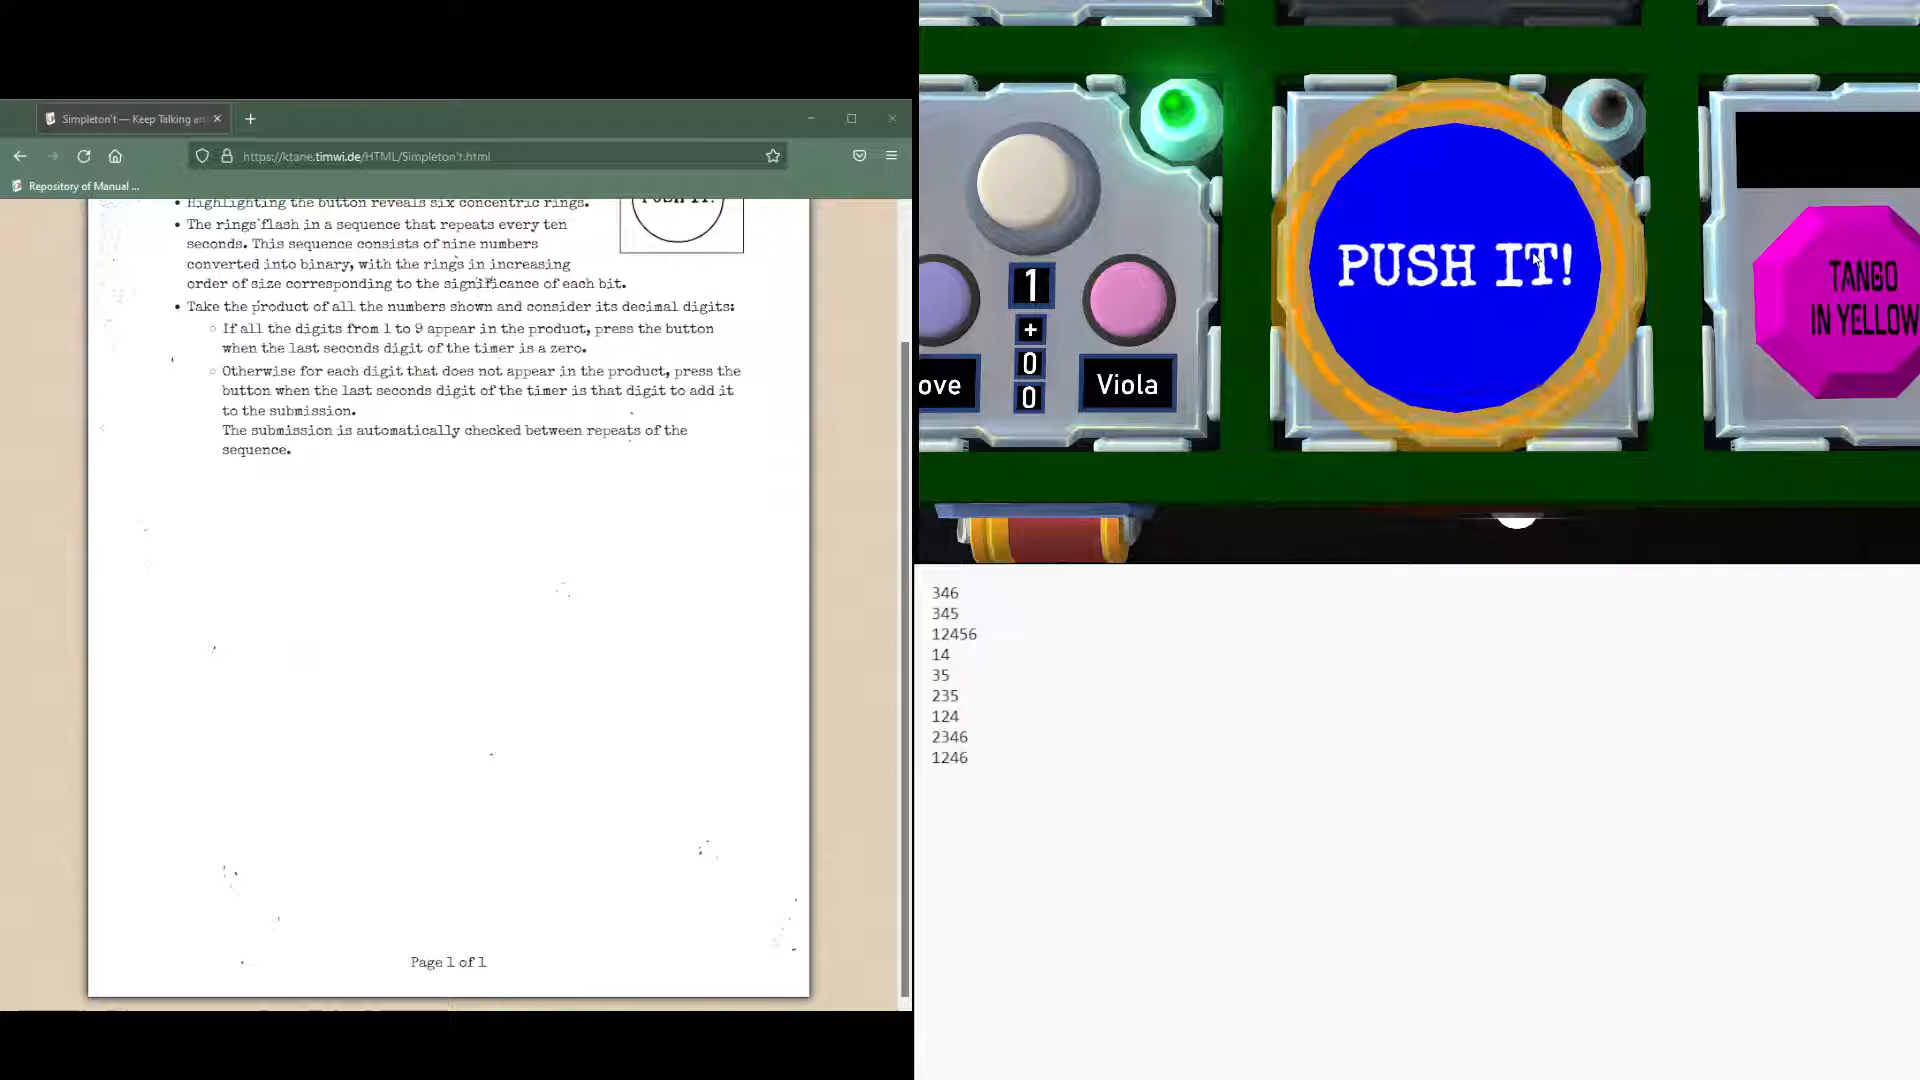 Simpleton't — Keep Talking an
https://ktane.timwi.de/HTML/Simpleton't.html
Repository of Manual ...
• Highlighting the button reveals six concentric rings.
• The rings flash in a sequence that repeats every ten
seconds. This sequence consists of nine numbers
converted into binary, with the rings in increasing
order of size corresponding to the significance of each bit.
• Take the product of all the numbers shown and consider its decimal digits:
If all the digits from 1 to 9 appear in the product, press the button
when the last seconds digit of the timer is a zero.
Otherwise for each digit that does not appear in the product, press the
button when the last seconds digit of the timer is that digit to add it
to the submission.
The submission is automatically checked between repeats of the
sequence.
Page 1 of 1
1
+
0
0
ove
Viola
PUSH IT!
TANGO
IN YELLOW
346
345
12456
14
35
235
124
2346
1246